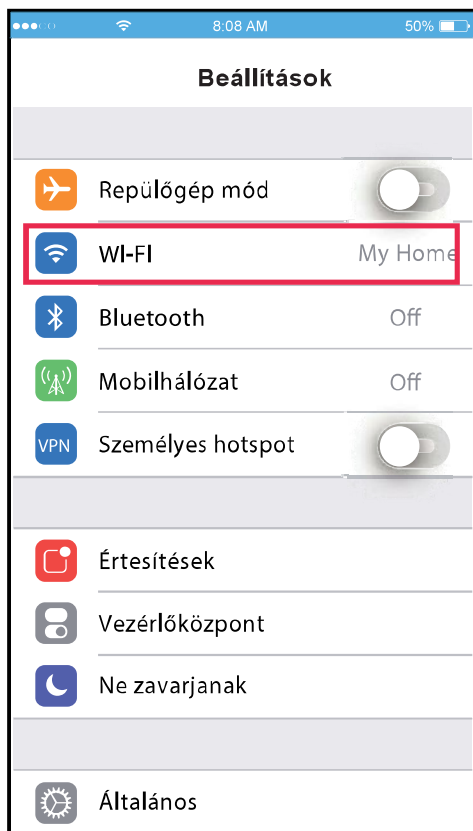 8:08 AM 50%
Beállítások
Repülőgép mód
WI-FI My Home
Bluetooth Off
Mobilhálózat Off
VPN Személyes hotspot
Értesítések
Vezérlőközpont
Ne zavarjanak
Általános